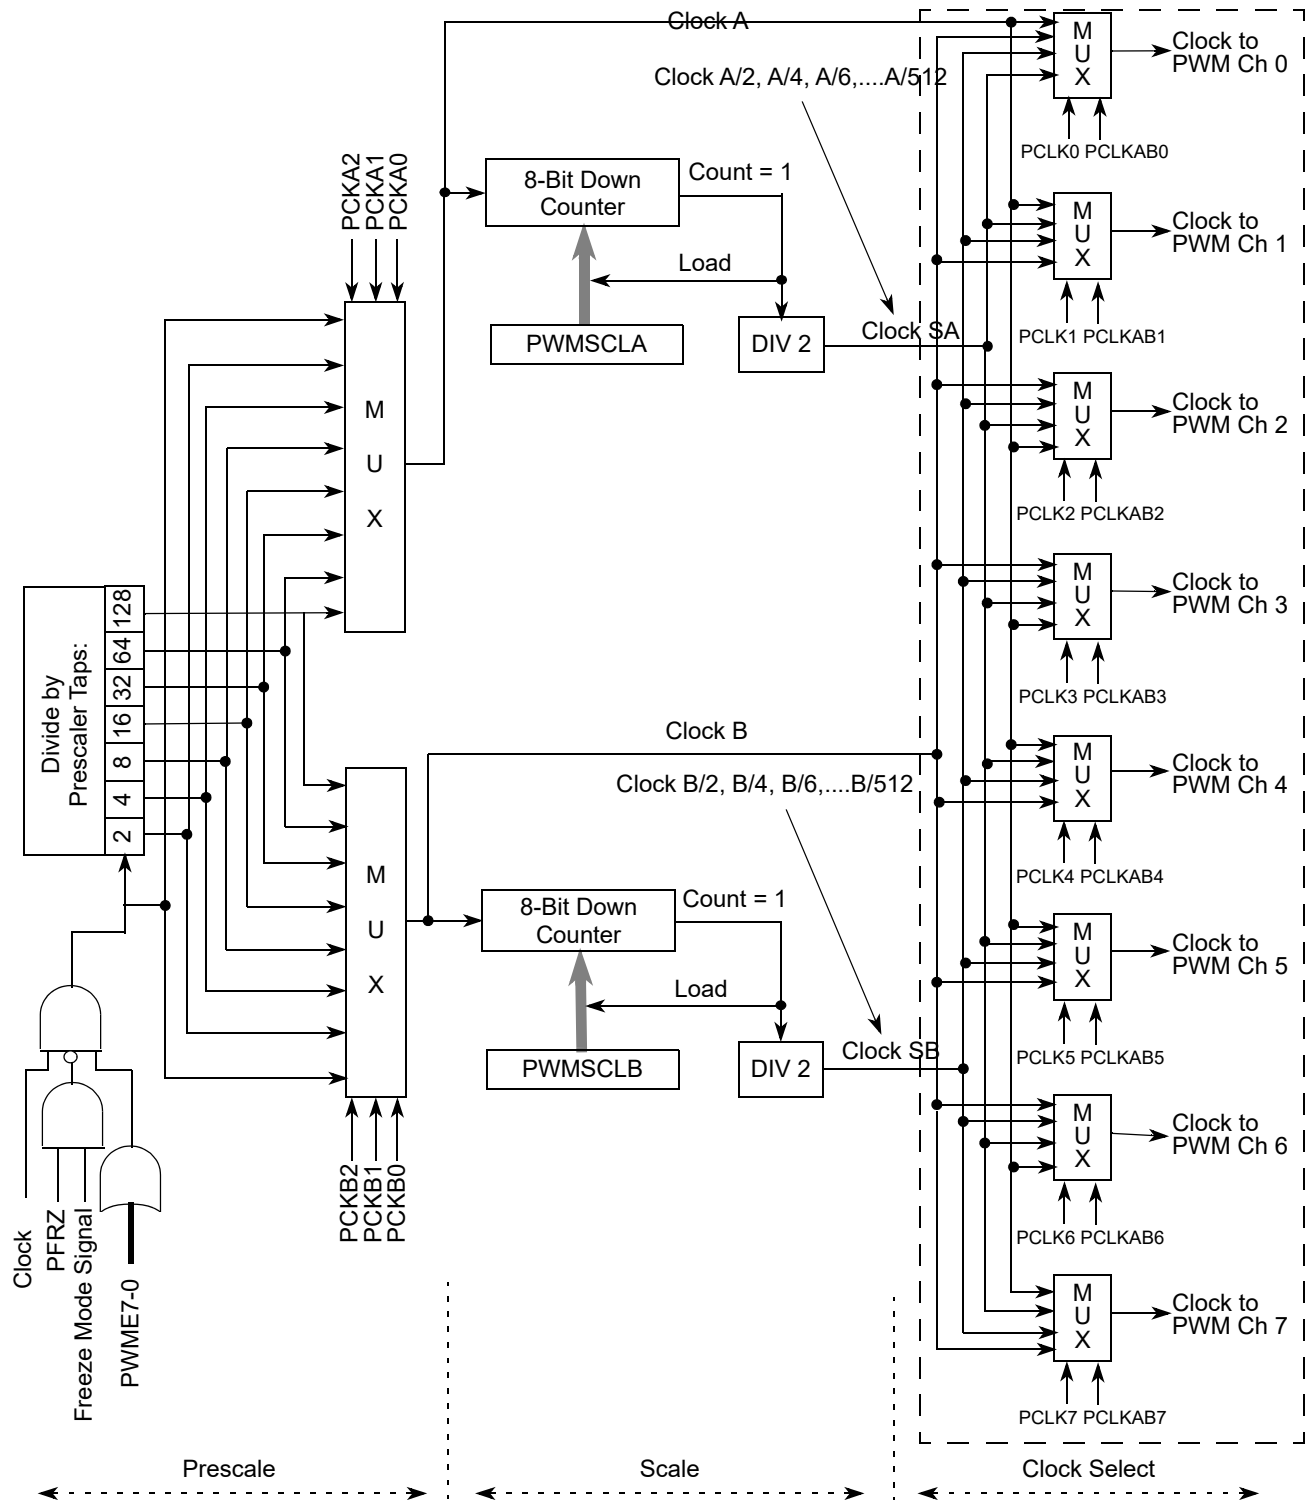 Clock A
Clock A/2, A/4, A/6,....A/512
M
U
X
Clock to
PWM Ch 0
PCLK0 PCLKAB0
PCKA2
PCKA1
PCKA0
8-Bit Down
Counter
Count = 1
Load
PWMSCLA
DIV 2
Clock SA
M
U
X
Clock to
PWM Ch 1
PCLK1 PCLKAB1
M
U
X
M
U
X
Clock to
PWM Ch 2
PCLK2 PCLKAB2
M
U
X
Clock to
PWM Ch 3
PCLK3 PCLKAB3
Divide by
Prescaler Taps:
128
64
32
16
8
4
2
Clock B
Clock B/2, B/4, B/6,....B/512
M
U
X
Clock to
PWM Ch 4
PCLK4 PCLKAB4
M
U
X
8-Bit Down
Counter
Count = 1
Load
PWMSCLB
DIV 2
Clock SB
M
U
X
Clock to
PWM Ch 5
PCLK5 PCLKAB5
PCKB2
PCKB1
PCKB0
M
U
X
Clock to
PWM Ch 6
PCLK6 PCLKAB6
Clock
PFRZ
Freeze Mode Signal
PWME7-0
M
U
X
Clock to
PWM Ch 7
PCLK7 PCLKAB7
Prescale
Scale
Clock Select